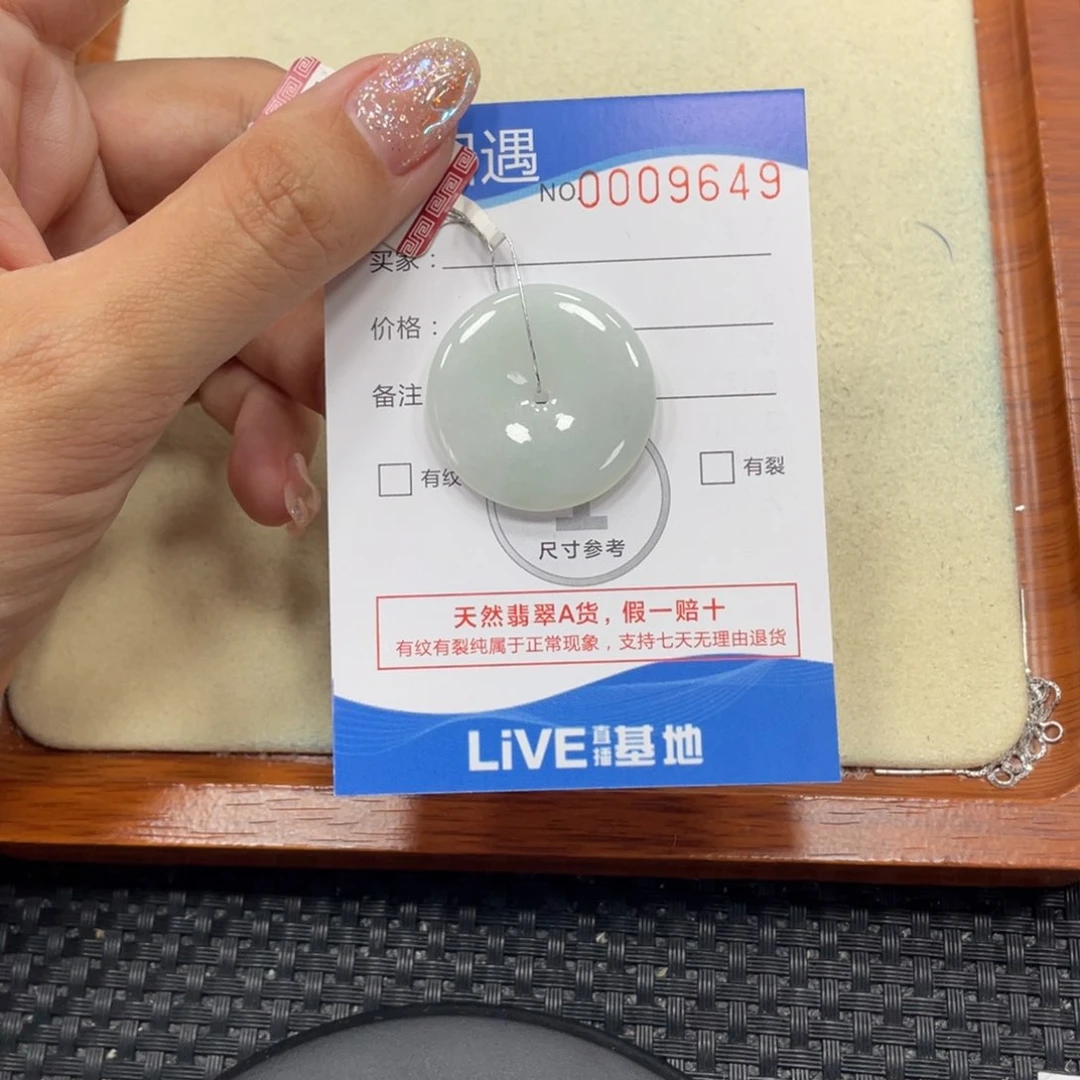 遇
NO.0009649
买家：
价格：
备注
有纹
有裂
尺寸参考
天然翡翠A货，假一赔十
有纹有裂纯属于正常现象，支持七天无理由退货
LiVE直播基地